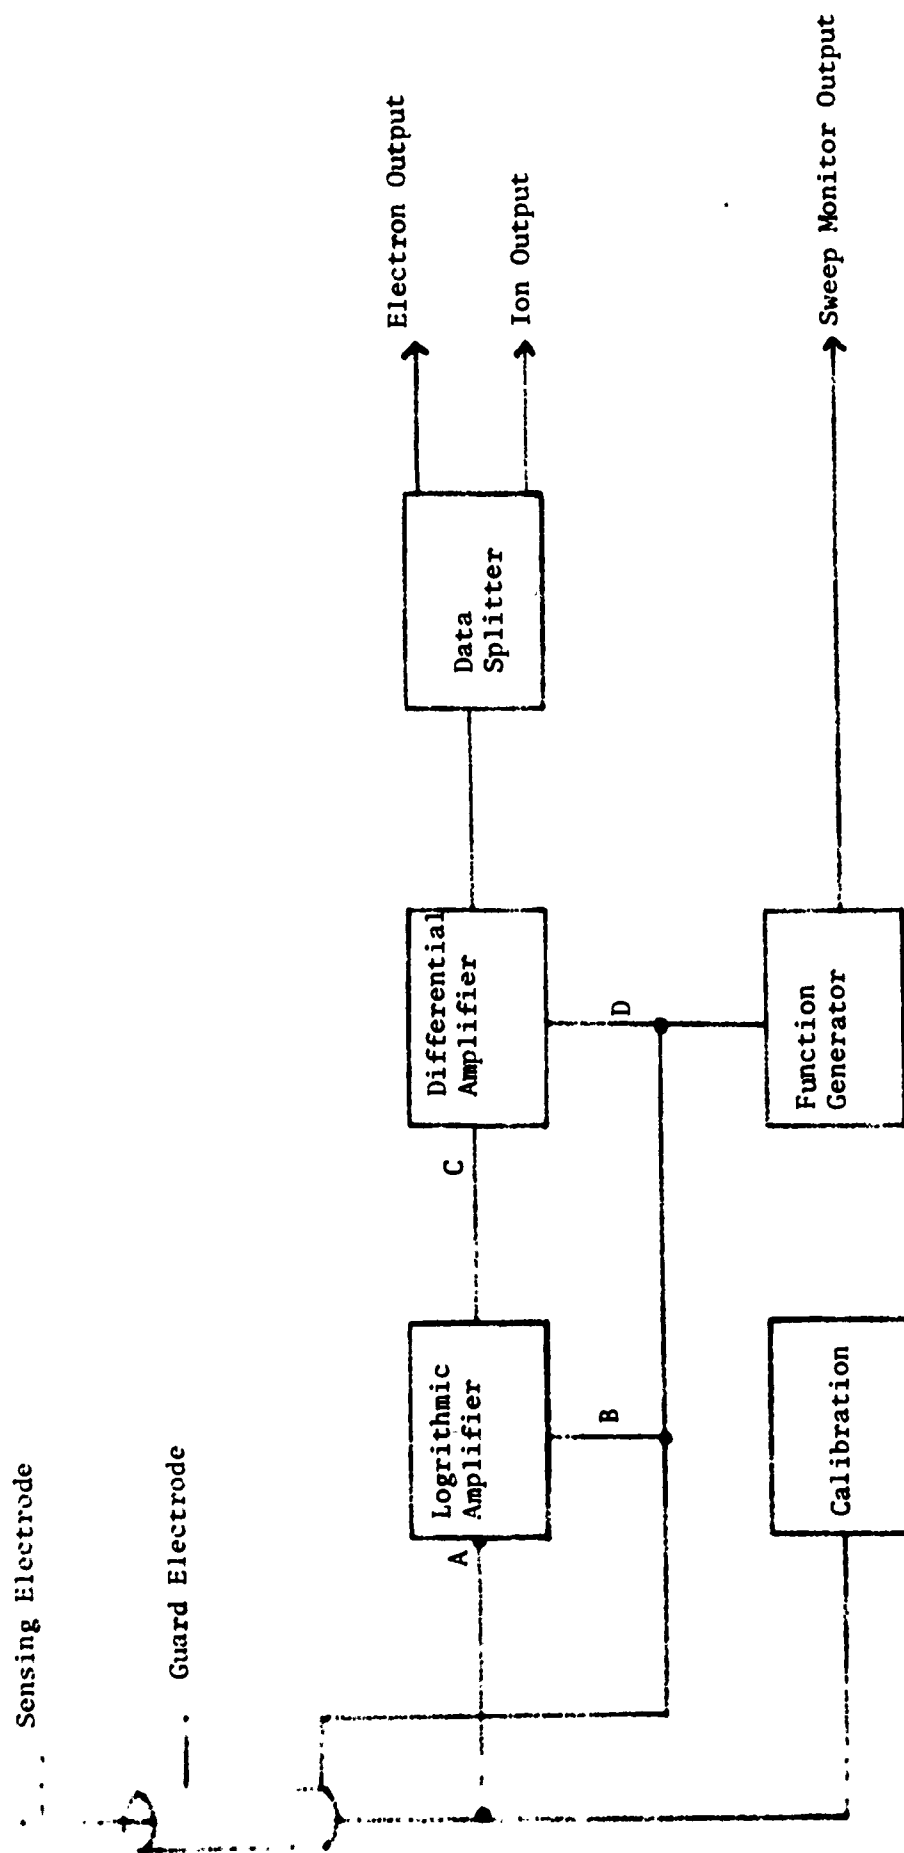 Sensing Electrode
Guard Electrode
Electron Output
Ion Output
Sweep Monitor Output
A
Logrithmic
Amplifier
B
C
Differential
Amplifier
D
Data
Splitter
Calibration
Function
Generator